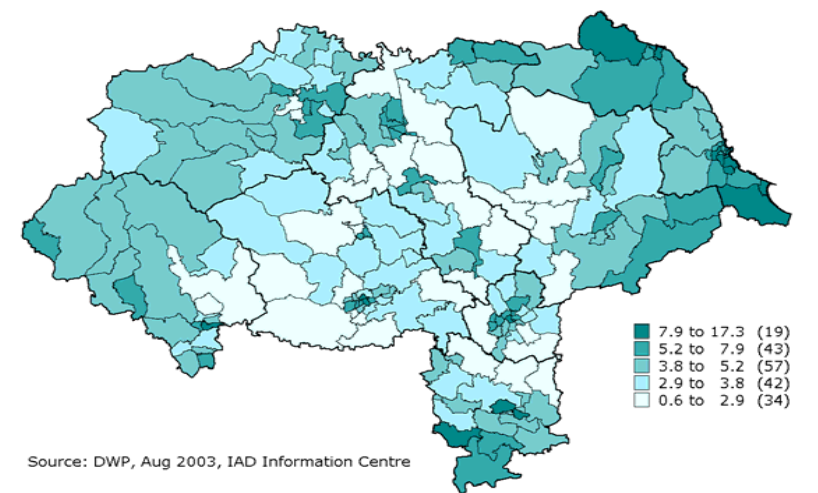 7.9 to 17.3 (19)
5.2 to 7.9 (43)
3.8 to 5.2 (57)
2.9 to 3.8 (42)
0.6 to 2.9 (34)
Source: DWP, Aug 2003, IAD Information Centre